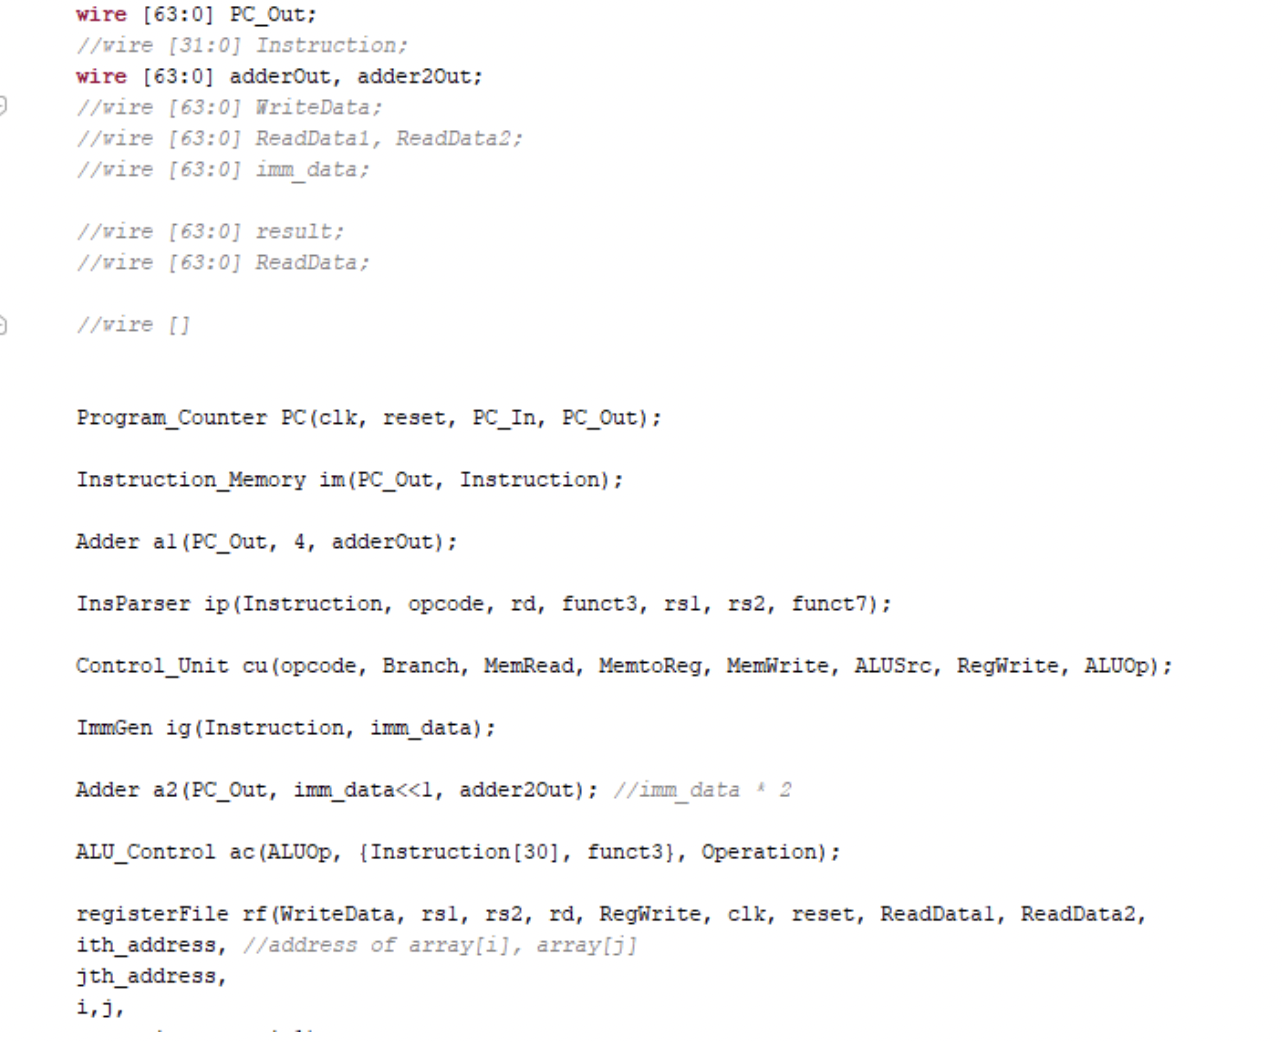 wire [63:0] PC_Out;
//wire [31:0] Instruction;
wire [63:0] adderOut, adder2Out;
//wire [63:0] WriteData;
//wire [63:0] ReadData1, ReadData2;
//wire [63:0] imm_data;
//wire [63:0] result;
//wire [63:0] ReadData;
//wire []
Program_Counter PC(clk, reset, PC_In, PC_Out);
Instruction_Memory im(PC_Out, Instruction);
Adder a1(PC_Out, 4, adderOut);
InsParser ip(Instruction, opcode, rd, funct3, rs1, rs2, funct7);
Control_Unit cu(opcode, Branch, MemRead, MemtoReg, MemWrite, ALUSrc, RegWrite, ALUOp);
ImmGen ig(Instruction, imm_data);
Adder a2(PC_Out, imm_data<<1, adder2Out); //imm_data * 2
ALU_Control ac(ALUOp, {Instruction[30], funct3}, Operation);
registerFile rf(WriteData, rs1, rs2, rd, RegWrite, clk, reset, ReadData1, ReadData2,
ith_address, //address of array[i], array[j]
jth_address,
i,j,